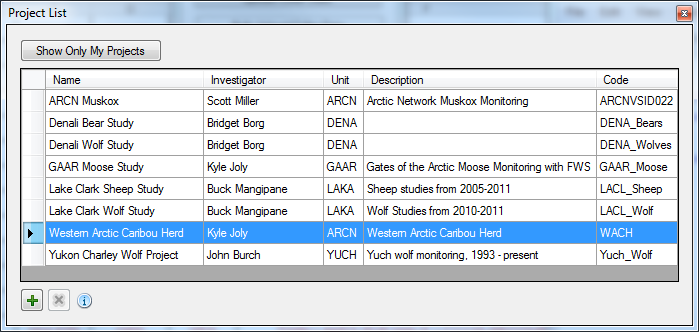 Project List
Show Only My Projects
Name Investigator Unit Description Code
ARCN Muskox Scott Miller ARCN Arctic Network Muskox Monitoring ARCNVSID022
Denali Bear Study Bridget Borg DENA DENA_Bears
Denali Wolf Study Bridget Borg DENA DENA_Wolves
GAAR Moose Study Kyle Joly GAAR Gates of the Arctic Moose Monitoring with FWS GAAR_Moose
Lake Clark Sheep Study Buck Mangipane LAKA Sheep studies from 2005-2011 LACL_Sheep
Lake Clark Wolf Study Buck Mangipane LAKA Wolf Studies from 2010-2011 LACL_Wolf
Western Arctic Caribou Herd Kyle Joly ARCN Western Arctic Caribou Herd WACH
Yukon Charley Wolf Project John Burch YUCH Yuch wolf monitoring, 1993 - present Yuch_Wolf